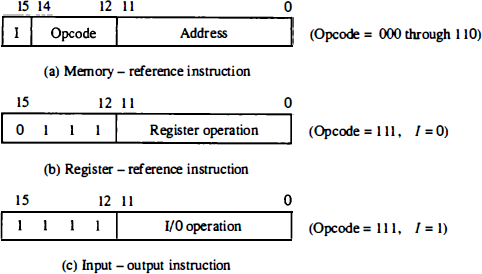 15 14 12 11 0
I Opcode Address (Opcode = 000 through 110)
(a) Memory – reference instruction
15 12 11 0
0 1 1 1 Register operation (Opcode = 111, I = 0)
(b) Register – reference instruction
15 12 11 0
1 1 1 1 I/0 operation (Opcode = 111, I = 1)
(c) Input – output instruction